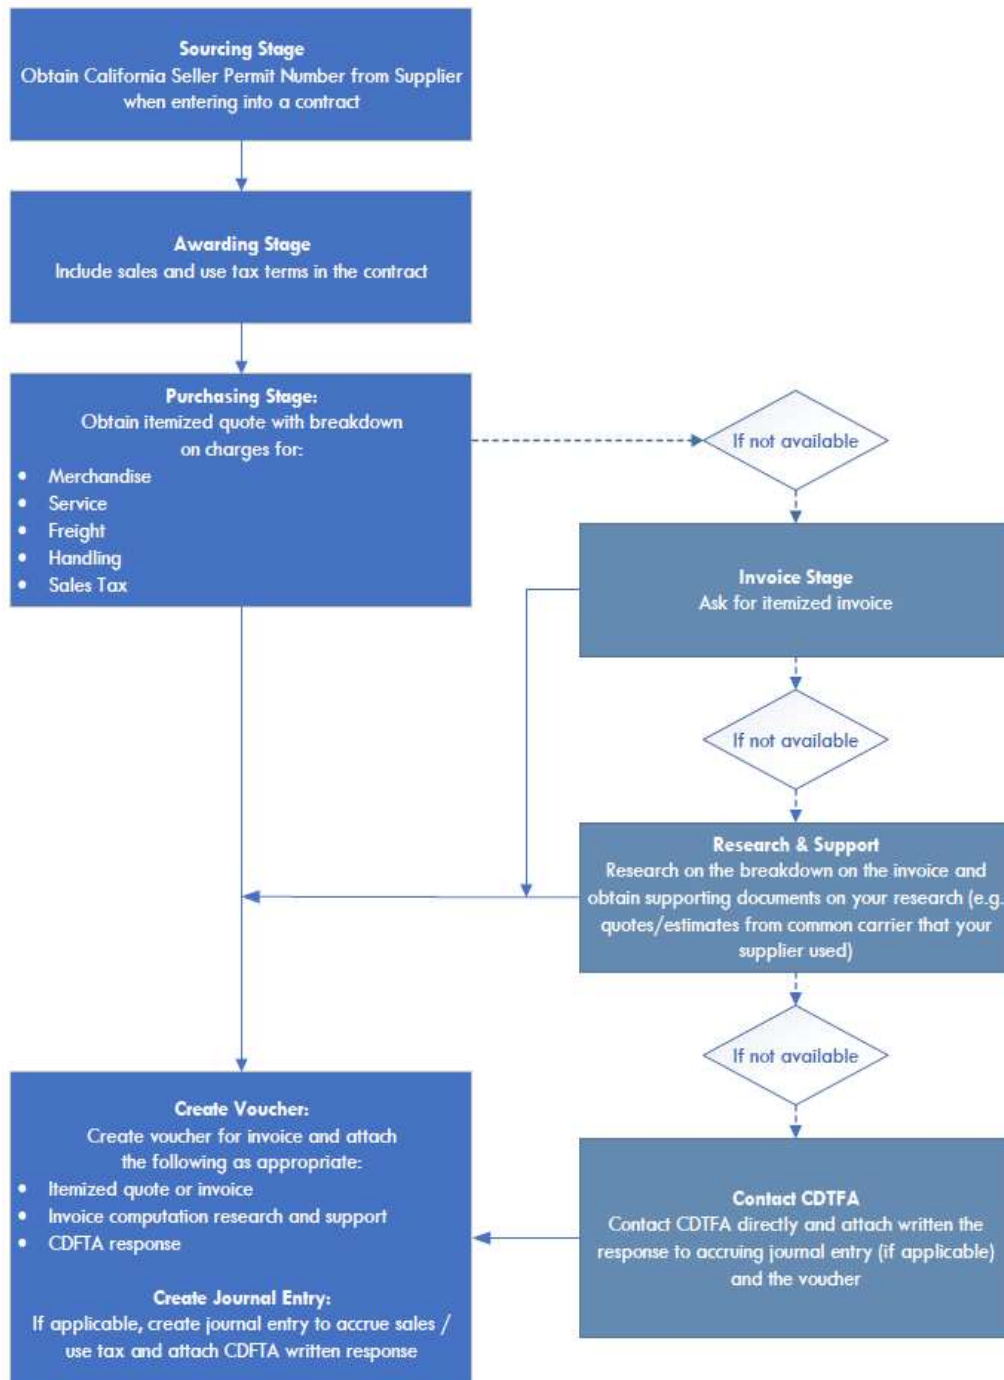 Sourcing Stage
Obtain California Seller Permit Number from Supplier
when entering into a contract
Awarding Stage
Include sales and use tax terms in the contract
Purchasing Stage:
Obtain itemized quote with breakdown
on charges for:
• Merchandise
• Service
• Freight
• Handling
• Sales Tax
If not available
Invoice Stage
Ask for itemized invoice
If not available
Research & Support
Research on the breakdown on the invoice and
obtain supporting documents on your research (e.g.
quotes/estimates from common carrier that your
supplier used)
If not available
Create Voucher:
Create voucher for invoice and attach
the following as appropriate:
• Itemized quote or invoice
• Invoice computation research and support
• CDFTA response
Create Journal Entry:
If applicable, create journal entry to accrue sales /
use tax and attach CDFTA written response
Contact CDTFA
Contact CDTFA directly and attach written the
response to accruing journal entry (if applicable)
and the voucher